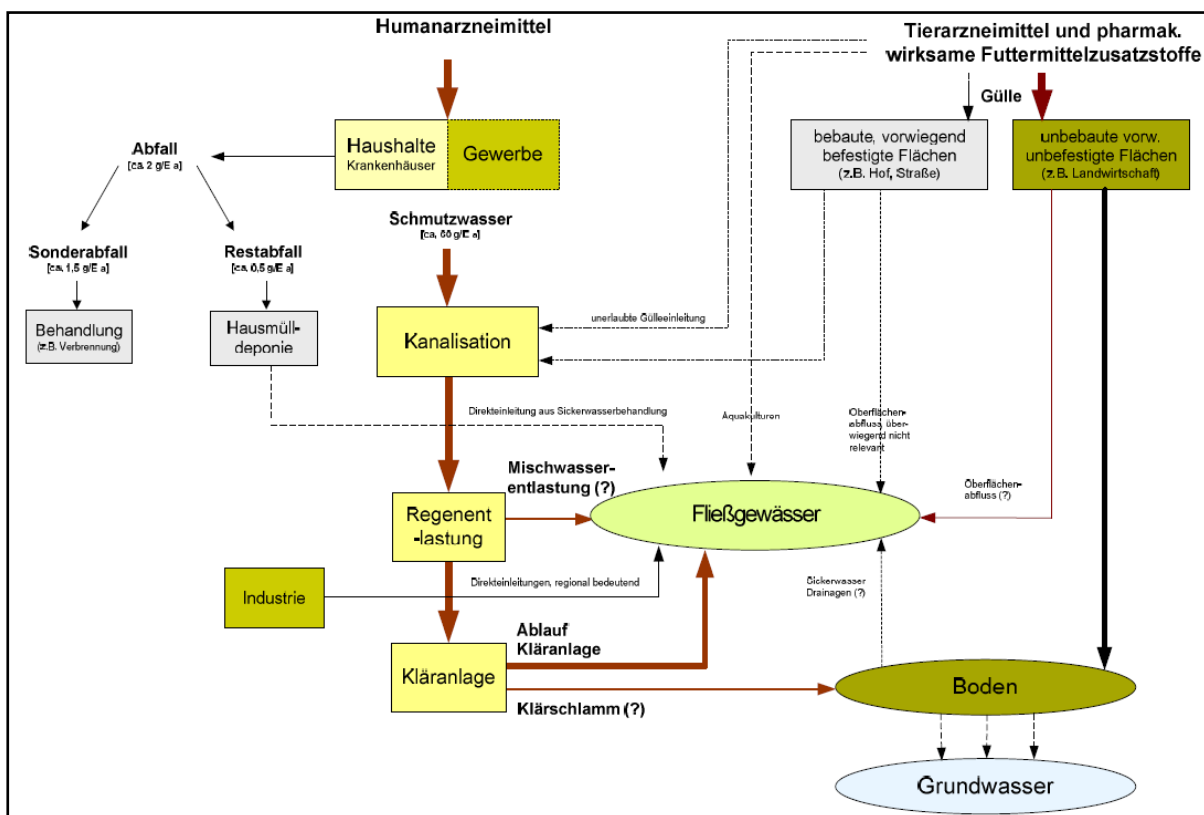 Humanarzneimittel
Tierarzneimittel und pharmak.
wirksame Futtermittelzusatzstoffe
Gülle
Haushalte
Krankenhäuser
Gewerbe
bebaute, vorwiegend
befestigte Flächen
(z.B. Hof, Straße)
unbebaute vorw.
unbefestigte Flächen
(z.B. Landwirtschaft)
Abfall
[ca. 2 g/E a]
Schmutzwasser
Sonderabfall
[ca. 1,5 g/E a]
Restabfall
[ca. 0,5 g/E a]
Behandlung
(z.B. Verbrennung)
Hausmüll-
deponie
Kanalisation
unerlaubte Gülleeinleitung
Direkteinleitung aus Sickerwasserbehandlung
Aquakulturen
Oberflächen-
abfluss, über-
wiegend nicht
relevant
Mischwasser-
entlastung (?)
Regenent
-lastung
Fließgewässer
Oberflächen-
abfluss (?)
Industrie
Direkteinleitungen, regional bedeutend
Sickerwasser
Drainagen (?)
Ablauf
Kläranlage
Kläranlage
Klärschlamm (?)
Boden
Grundwasser